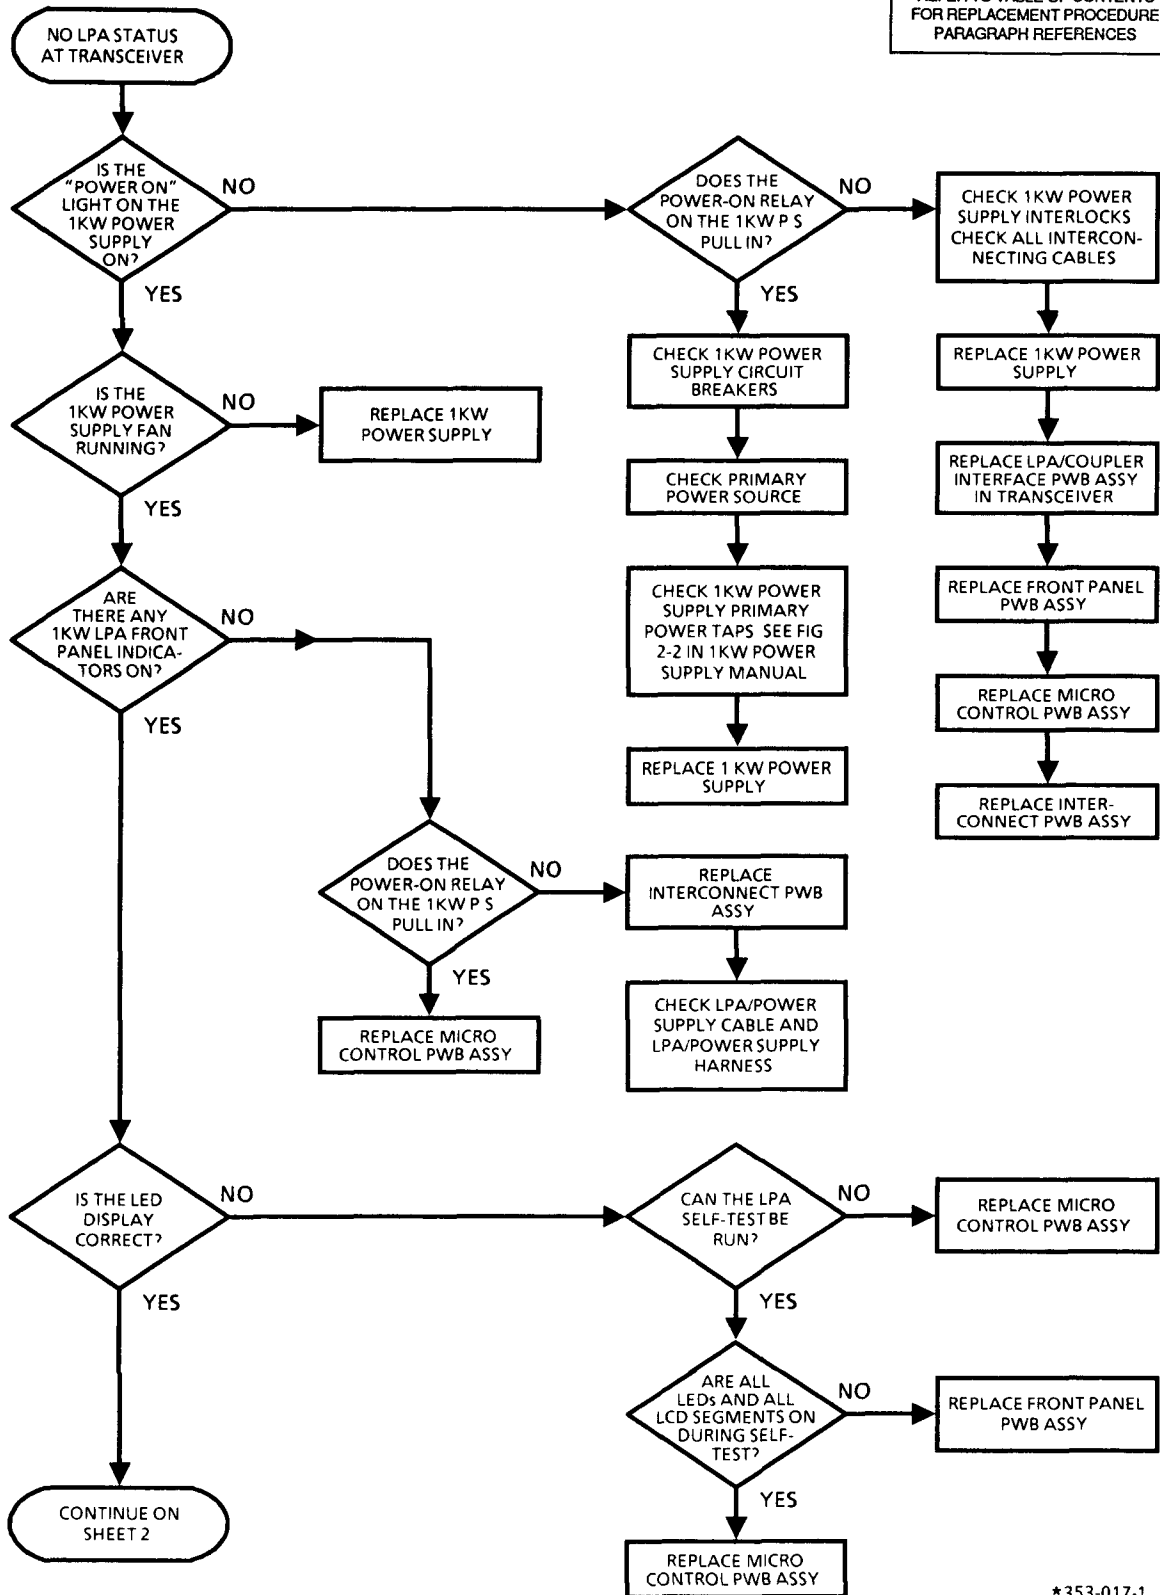 REFER TO TABLE OF CONTENTS
FOR REPLACEMENT PROCEDURE
PARAGRAPH REFERENCES
NO LPA STATUS
AT TRANSCEIVER
IS THE
"POWER ON"
LIGHT ON THE
1KW POWER
SUPPLY
ON?
NO
YES
DOES THE
POWER-ON RELAY
ON THE 1KW P S
PULL IN?
NO
YES
CHECK 1KW POWER
SUPPLY INTERLOCKS
CHECK ALL INTERCON-
NECTING CABLES
CHECK 1KW POWER
SUPPLY CIRCUIT
BREAKERS
REPLACE 1KW POWER
SUPPLY
IS THE
1KW POWER
SUPPLY FAN
RUNNING?
NO
YES
REPLACE 1KW
POWER SUPPLY
CHECK PRIMARY
POWER SOURCE
REPLACE LPA/COUPLER
INTERFACE PWB ASSY
IN TRANSCEIVER
ARE
THERE ANY
1KW LPA FRONT
PANEL INDICA-
TORS ON?
NO
YES
CHECK 1KW POWER
SUPPLY PRIMARY
POWER TAPS SEE FIG
2-2 IN 1KW POWER
SUPPLY MANUAL
REPLACE FRONT PANEL
PWB ASSY
REPLACE MICRO
CONTROL PWB ASSY
REPLACE 1 KW POWER
SUPPLY
REPLACE INTER-
CONNECT PWB ASSY
DOES THE
POWER-ON RELAY
ON THE 1KW P S
PULL IN?
NO
YES
REPLACE
INTERCONNECT PWB
ASSY
REPLACE MICRO
CONTROL PWB ASSY
CHECK LPA/POWER
SUPPLY CABLE AND
LPA/POWER SUPPLY
HARNESS
IS THE LED
DISPLAY
CORRECT?
NO
YES
CAN THE LPA
SELF-TEST BE
RUN?
NO
YES
REPLACE MICRO
CONTROL PWB ASSY
ARE ALL
LEDs AND ALL
LCD SEGMENTS ON
DURING SELF-
TEST?
NO
YES
REPLACE FRONT PANEL
PWB ASSY
CONTINUE ON
SHEET 2
REPLACE MICRO
CONTROL PWB ASSY
*353-017-1